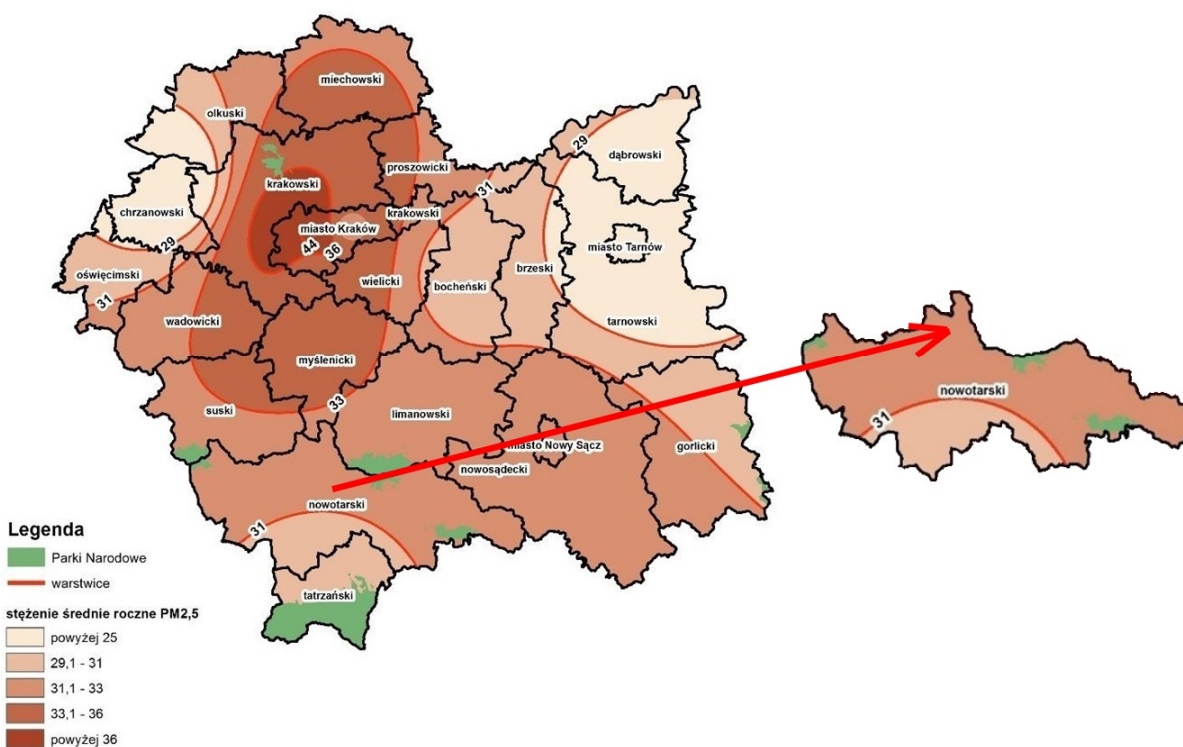 miechowski
olkuski
dąbrowski
29
proszowicki
krakowski
31
chrzanowski
krakowski
miasto Kraków
miasto Tarnów
29
44
36
oświęcimski
wielicki
bocheński
brzeski
31
wadowicki
tarnowski
myślenicki
nowotarski
33
suski
limanowski
31
miasto Nowy Sącz
gorlicki
nowosądecki
nowotarski
31
tatrzański
Legenda
Parki Narodowe
warstwice
stężenie średnie roczne PM2,5
powyżej 25
29,1 - 31
31,1 - 33
33,1 - 36
powyżej 36